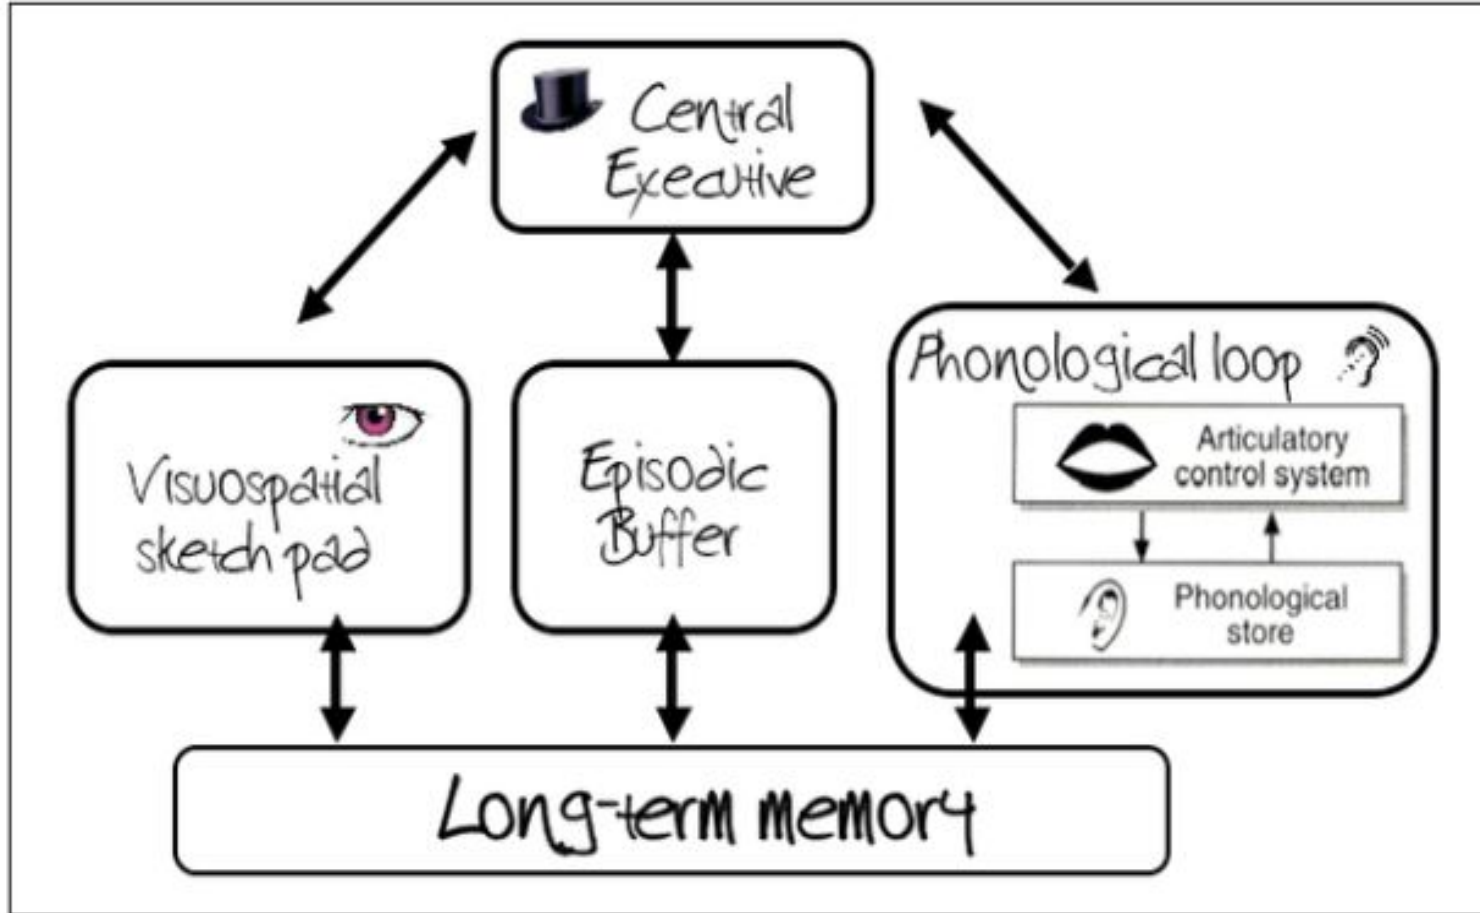 Central
Executive
Visuospatial
sketch pad
Episodic
Buffer
Phonological loop
Articulatory
control system
Phonological
store
Long-term memory